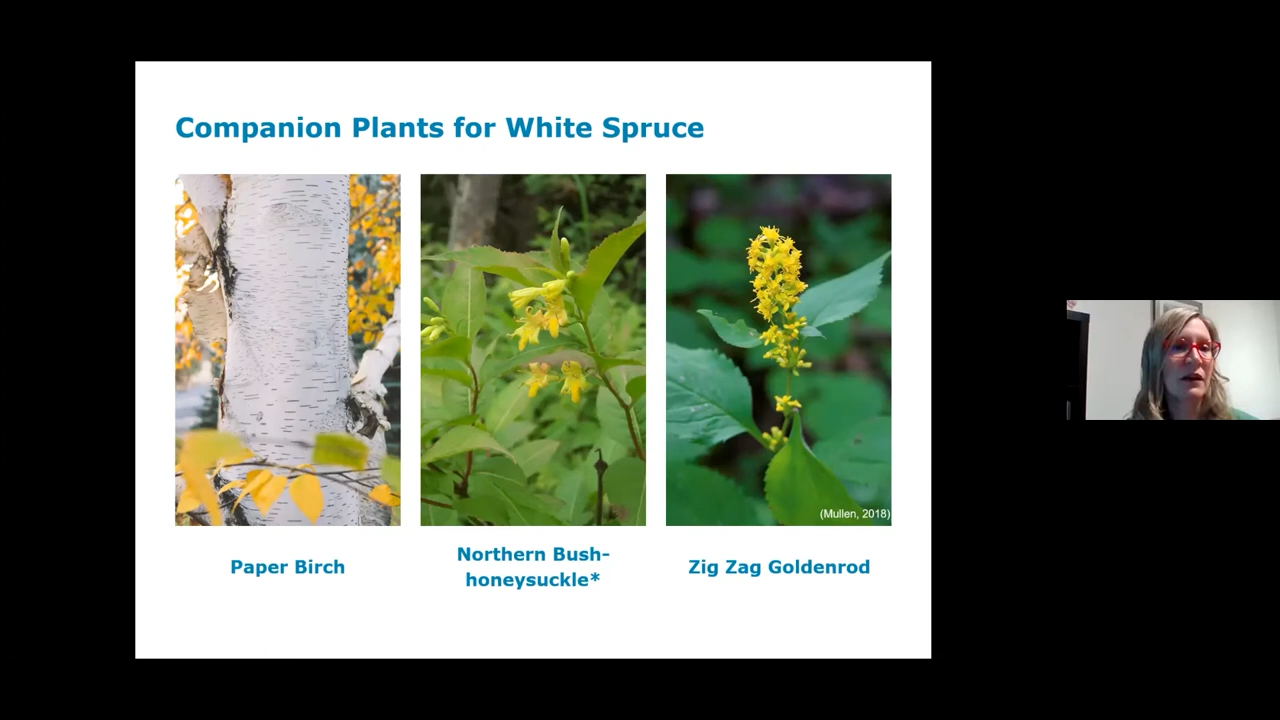 Companion Plants for White Spruce
(Mullen, 2018)
Paper Birch
Northern Bush-
honeysuckle*
Zig Zag Goldenrod